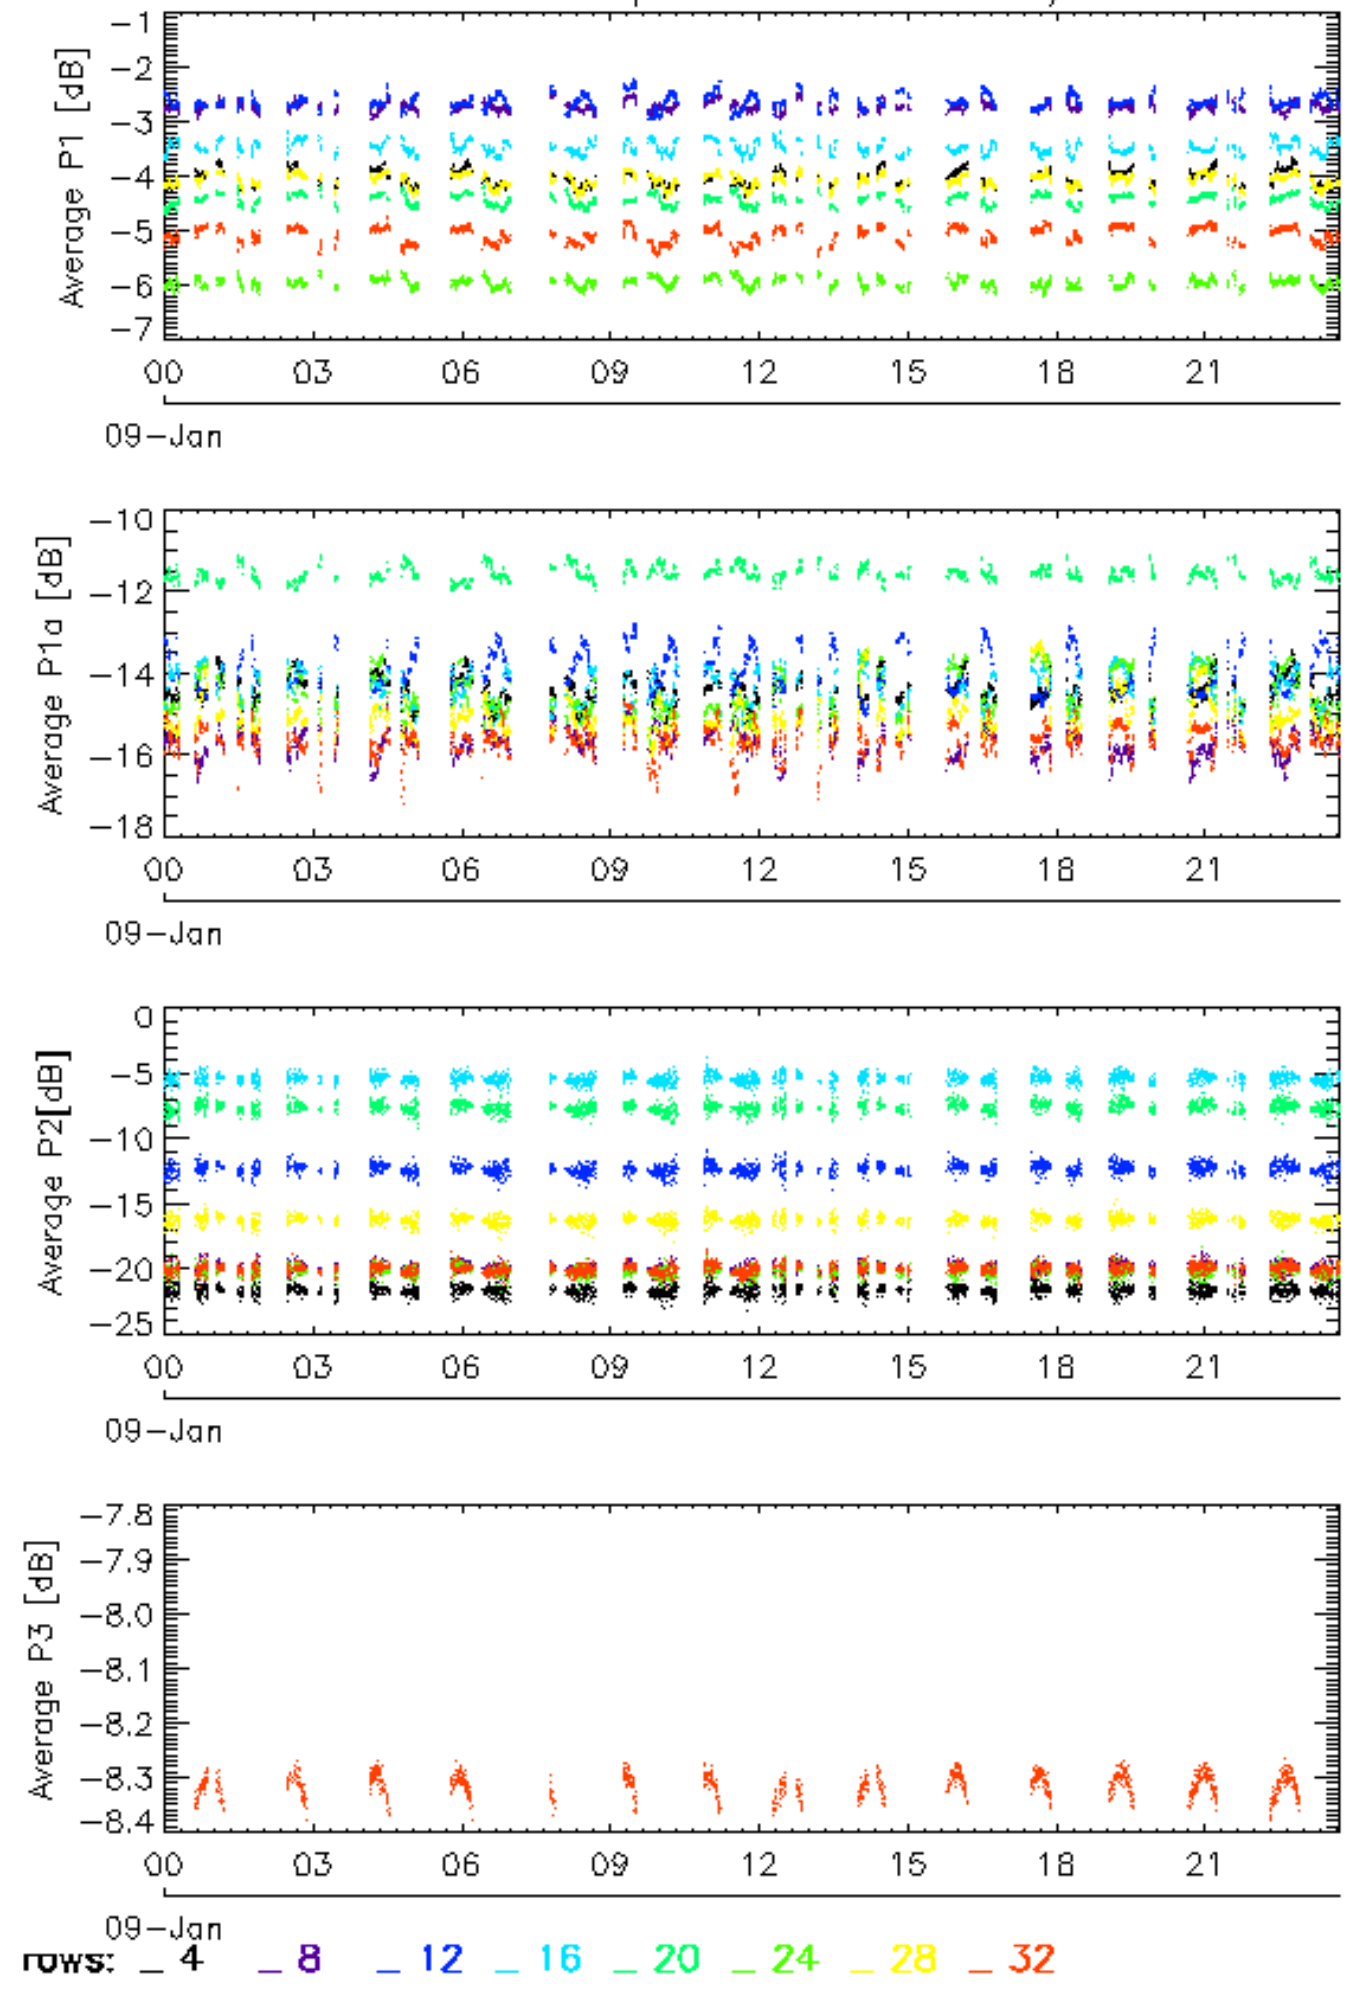 Average P1 [dB]
−1
−2
−3
−4
−5
−6
−7
00 03 06 09 12 15 18 21
09−Jan
Average P1a [dB]
−10
−12
−14
−16
−18
00 03 06 09 12 15 18 21
09−Jan
Average P2[dB]
0
−5
−10
−15
−20
−25
00 03 06 09 12 15 18 21
09−Jan
Average P3 [dB]
−7.8
−7.9
−8.0
−8.1
−8.2
−8.3
−8.4
00 03 06 09 12 15 18 21
09−Jan
rows: _ 4 _ 8 _ 12 _ 16 _ 20 _ 24 _ 28 _ 32